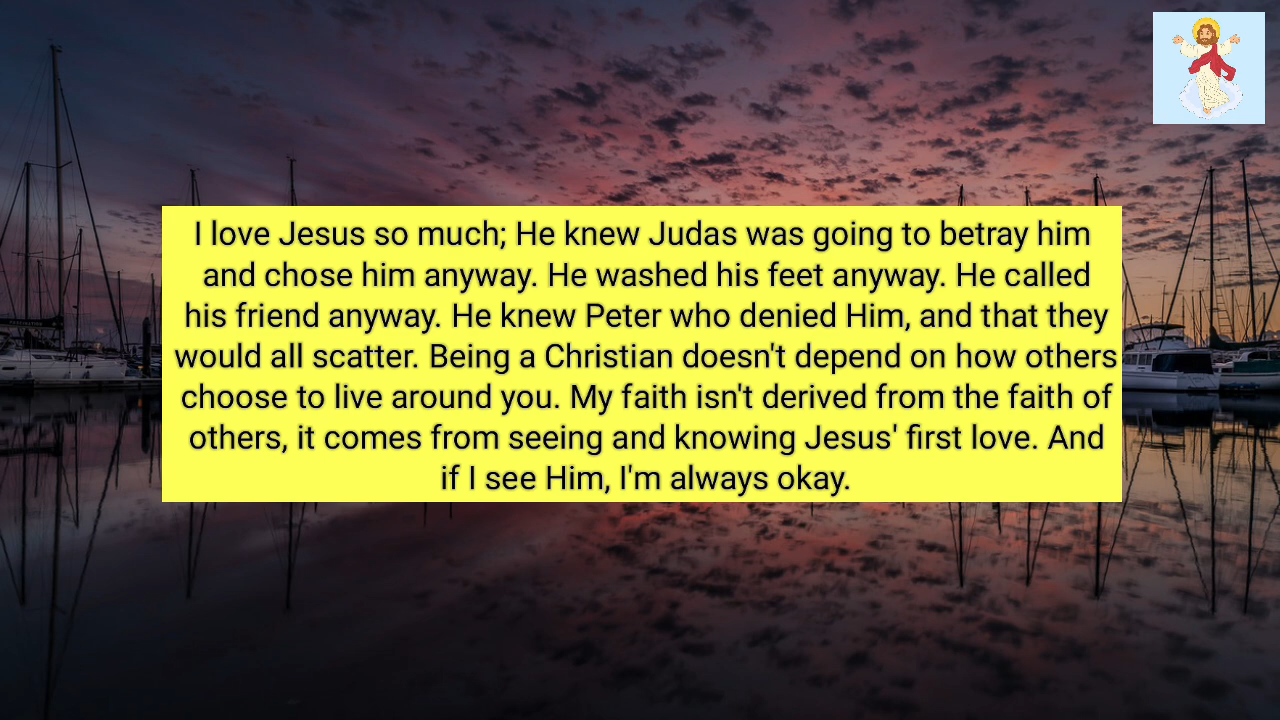 I love Jesus so much; He knew Judas was going to betray him
and chose him anyway. He washed his feet anyway. He called
his friend anyway. He knew Peter who denied Him, and that they
would all scatter. Being a Christian doesn't depend on how others
choose to live around you. My faith isn't derived from the faith of
others, it comes from seeing and knowing Jesus' first love. And
if I see Him, I'm always okay.